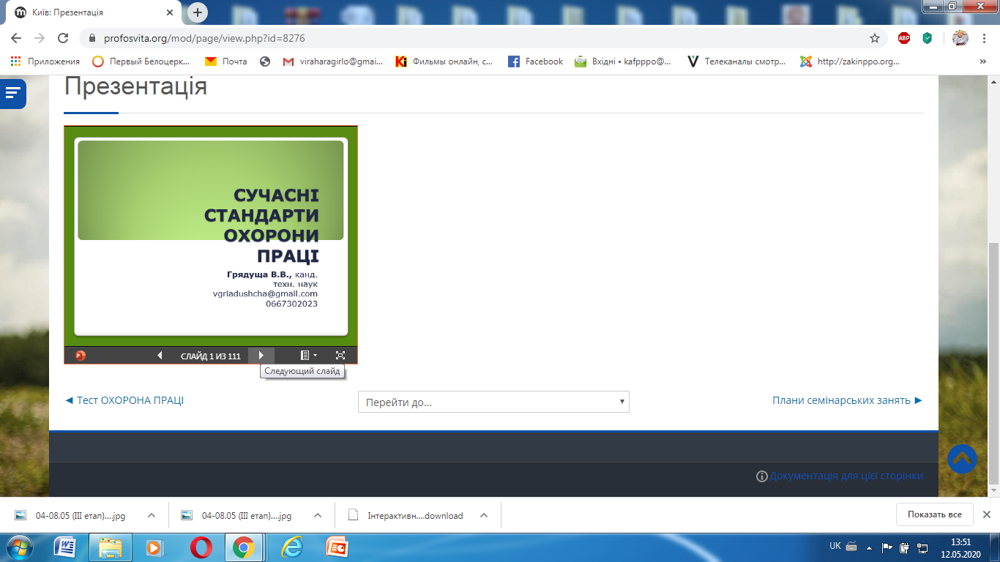 Київ: Презентація
profosvita.org/mod/page/view.php?id=8276
ABP
Приложения
Первый Белоцерк...
Почта
viraharagirlo@gmai...
Фильмы онлайн, с...
Facebook
Вхідні • kafpppo@...
Телеканалы смотр...
http://zakinppo.org...
»
Презентація
СУЧАСНІ
СТАНДАРТИ
ОХОРОНИ
ПРАЦІ
Грядуща В.В., канд.
техн. наук
vgriadushcha@gmail.com
0667302023
СЛАЙД 1 ИЗ 111
Следующий слайд
◄ Тест ОХОРОНА ПРАЦІ
Перейти до...
Плани семінарських занять ►
Документація для цієї сторінки
04-08.05 (ІІІ етап)....jpg
04-08.05 (ІІІ етап)....jpg
Інтерактивн....download
Показать все
UK
13:51
12.05.2020